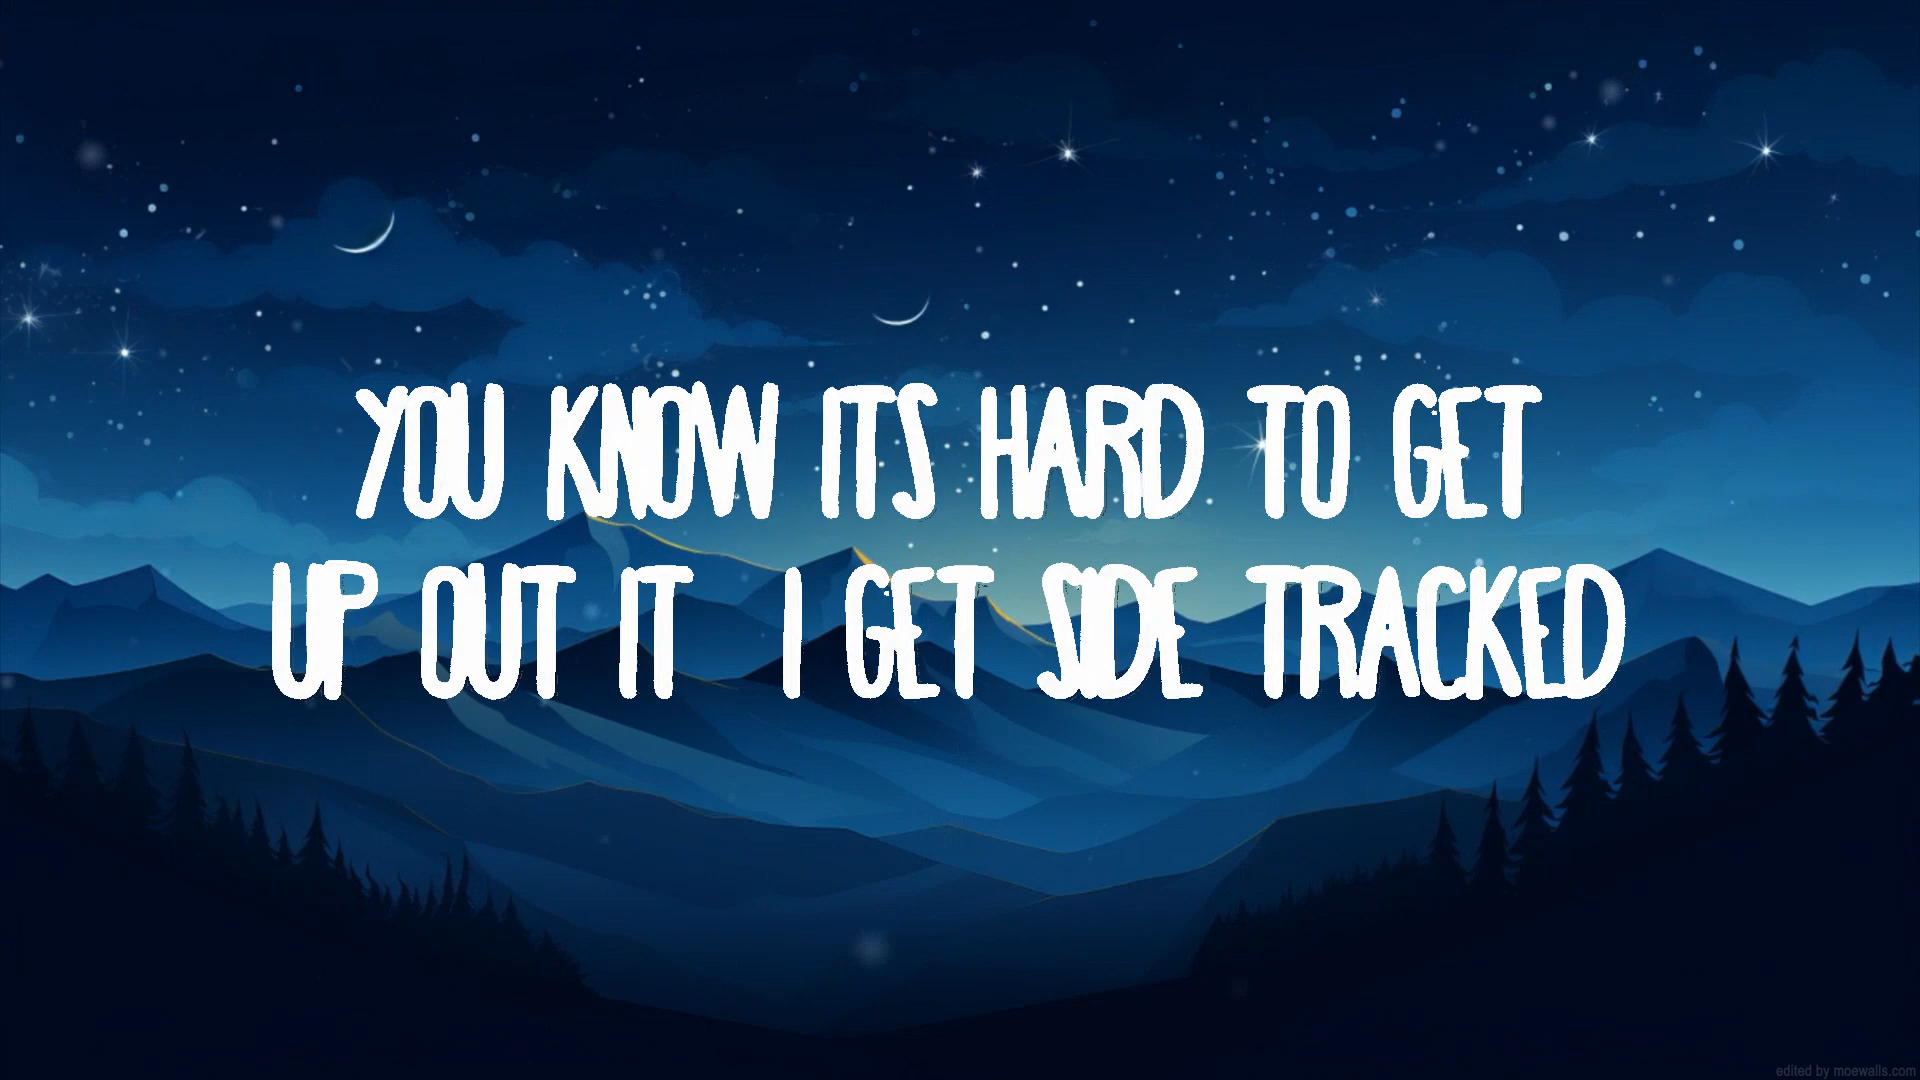 YOU KNOW ITS HARD TO GET
UP OUT IT I GET SIDE TRACKED
edited by moewalls.com